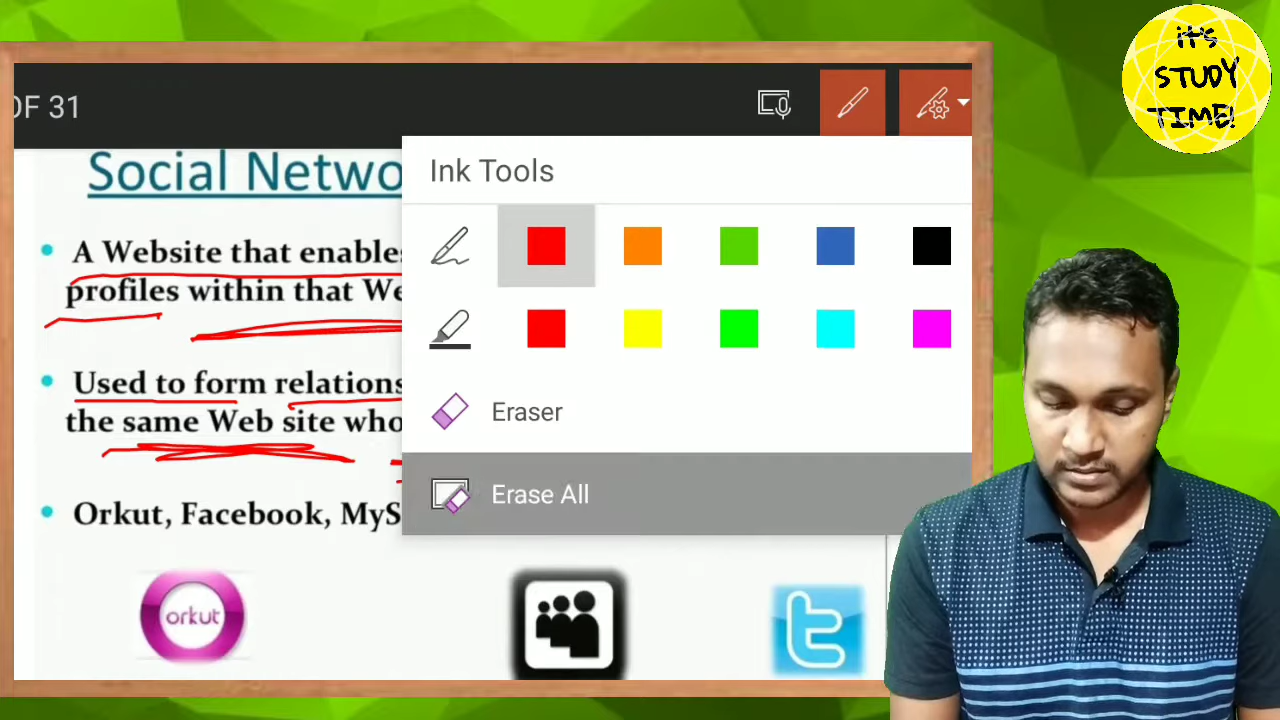 it's
STUDY
TIME!
OF 31
Ink Tools
Social Netwo
A Website that enable
profiles within that We
Used to form relations
the same Web site who
Eraser
Erase All
Orkut, Facebook, MyS
orkut
t